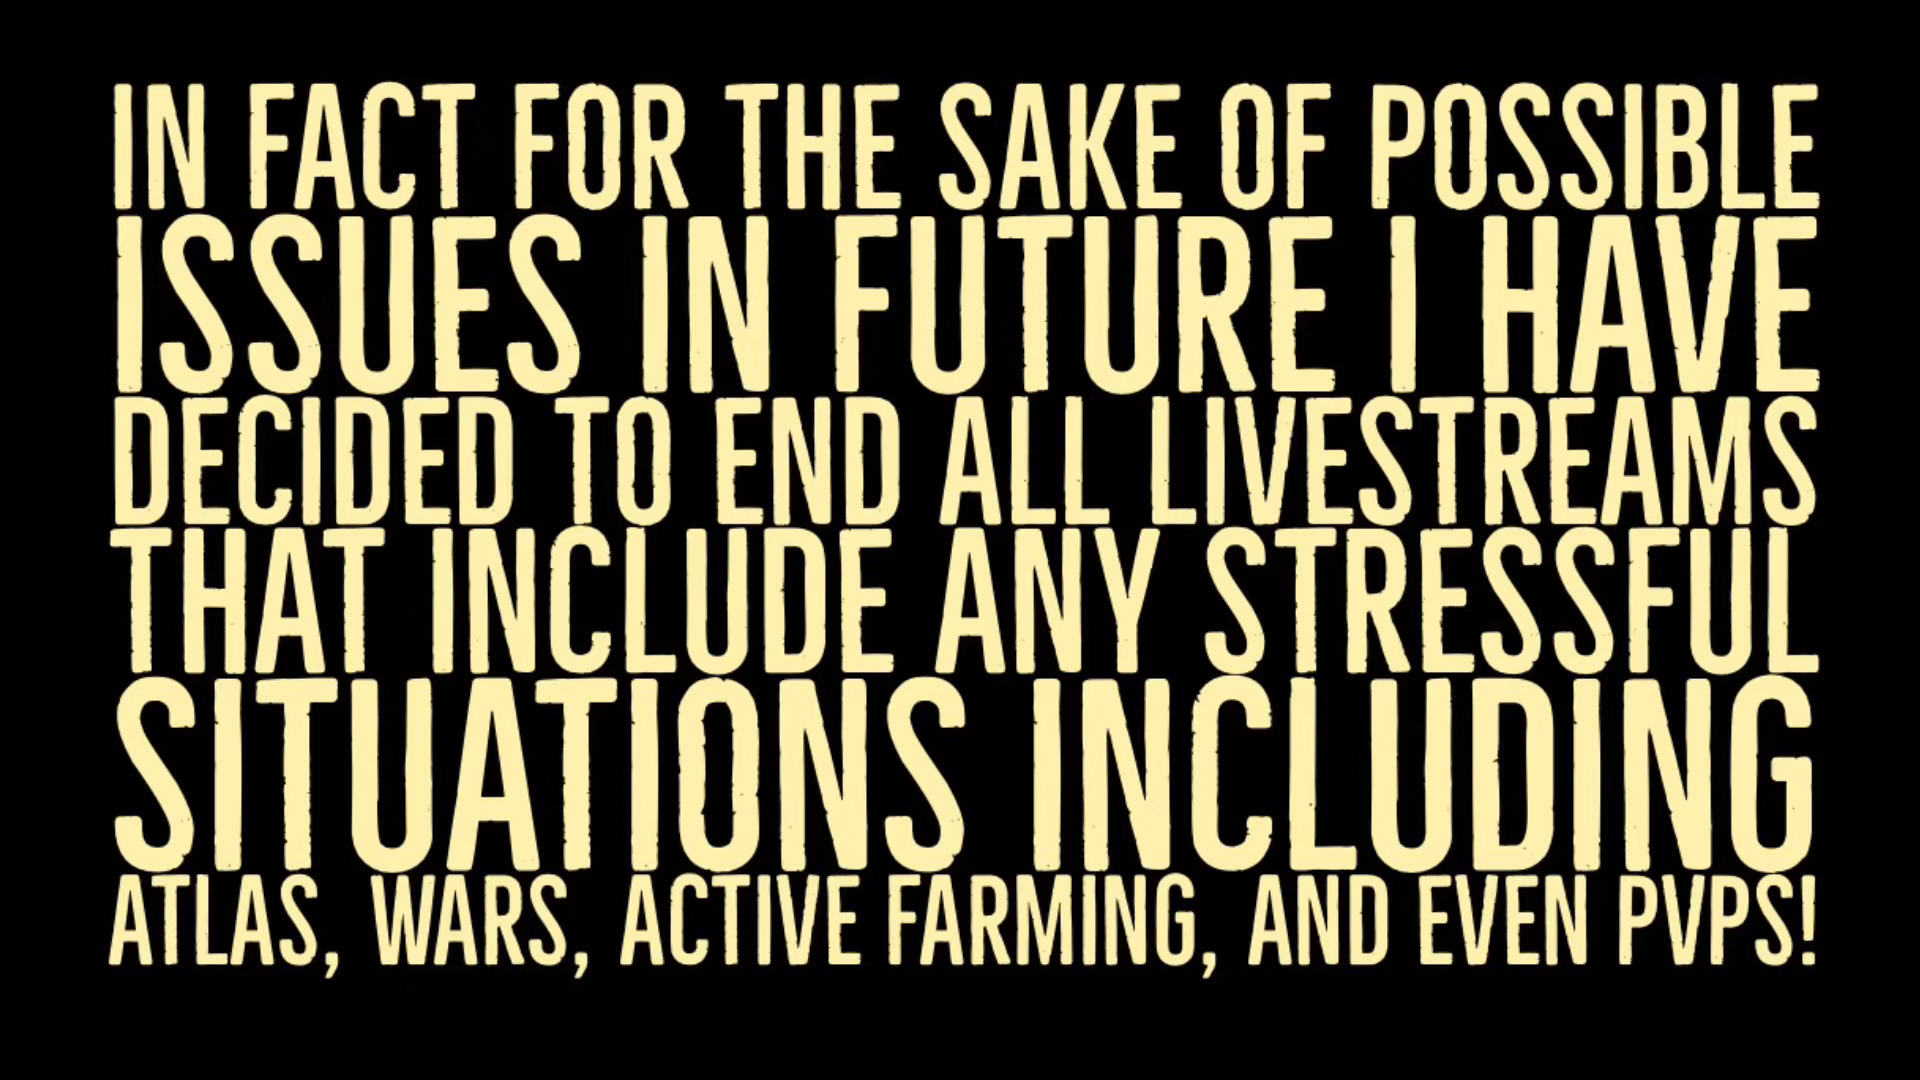 IN FACT FOR THE SAKE OF POSSIBLE
ISSUES IN FUTURE I HAVE
DECIDED TO END ALL LIVESTREAMS
THAT INCLUDE ANY STRESSFUL
SITUATIONS INCLUDING
ATLAS, WARS, ACTIVE FARMING, AND EVEN PVPS!